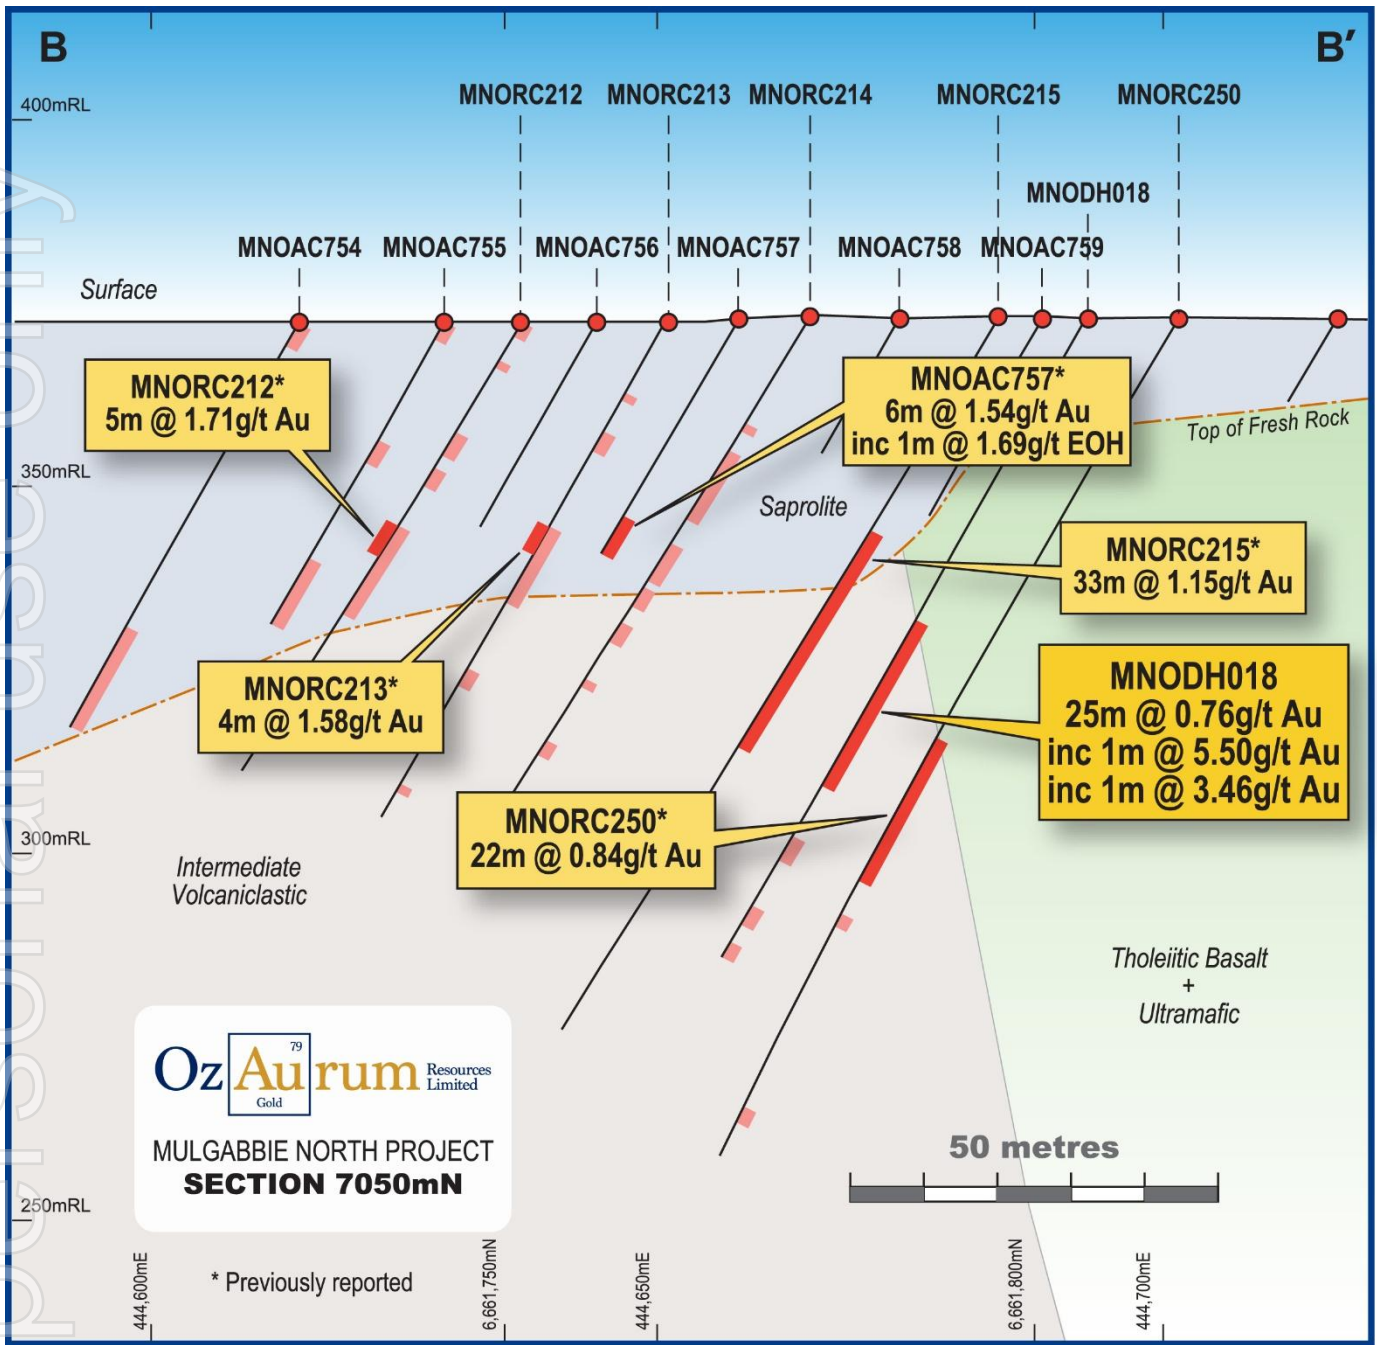 B
B′
400mRL
MNORC212
MNORC213
MNORC214
MNORC215
MNORC250
MNODH018
MNOAC754
MNOAC755
MNOAC756
MNOAC757
MNOAC758
MNOAC759
Surface
MNORC212*
5m @ 1.71g/t Au
MNOAC757*
6m @ 1.54g/t Au
inc 1m @ 1.69g/t EOH
Top of Fresh Rock
350mRL
Saprolite
MNORC215*
33m @ 1.15g/t Au
MNORC213*
4m @ 1.58g/t Au
MNODH018
25m @ 0.76g/t Au
inc 1m @ 5.50g/t Au
inc 1m @ 3.46g/t Au
MNORC250*
22m @ 0.84g/t Au
300mRL
Intermediate
Volcaniclastic
Tholeiitic Basalt
+
Ultramafic
OzAurum
79
Gold
Resources
Limited
MULGABBIE NORTH PROJECT
SECTION 7050mN
50 metres
250mRL
* Previously reported
444,600mE
6,661,750mN
444,650mE
6,661,800mN
444,700mE
personal use only